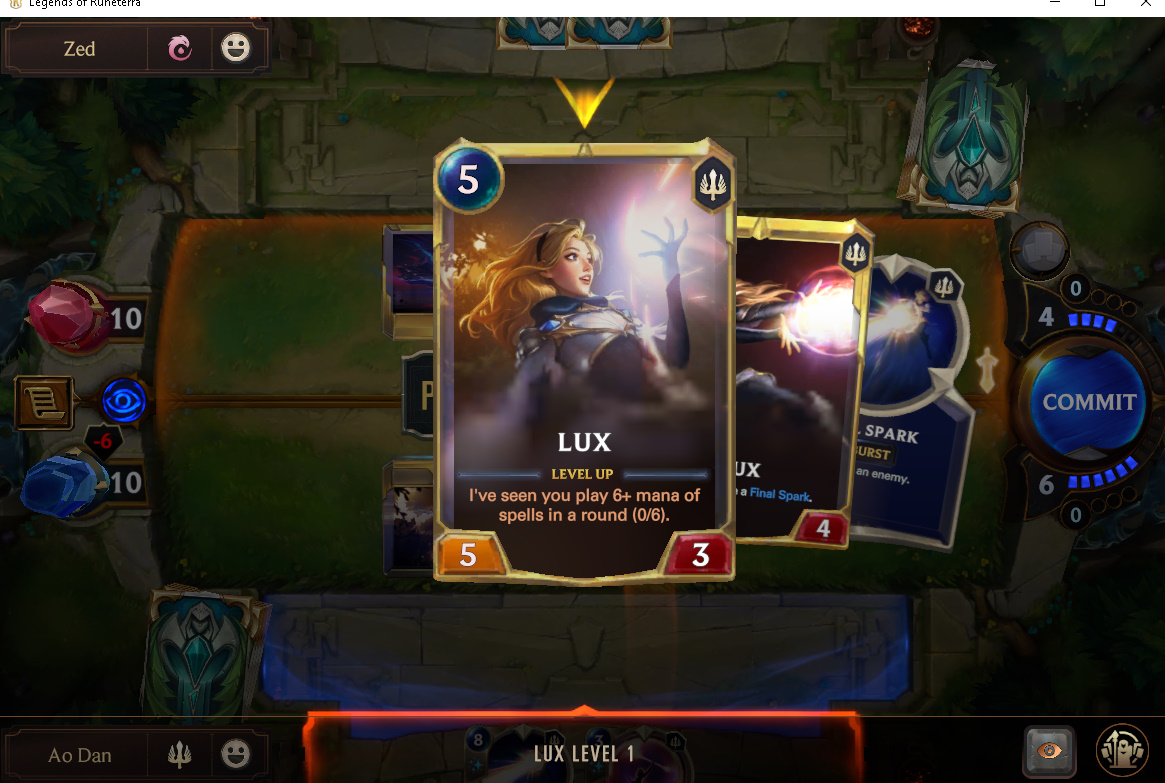 Legends of Runeterra
Zed
5
10
0
4
COMMIT
P
SPARK
BURST
an enemy.
LUX
LEVEL UP
I've seen you play 6+ mana of
spells in a round (0/6).
5
3
UX
a Final Spark.
4
-6
10
6
0
Ao Dan
8
3
LUX LEVEL 1